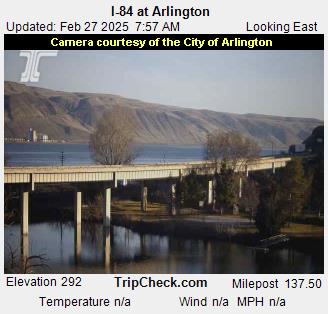 I-84 at Arlington
Updated: Feb 27 2025 7:57 AM Looking East
Camera courtesy of the City of Arlington
Elevation 292 TripCheck.com Milepost 137.50
Temperature n/a Wind n/a MPH n/a